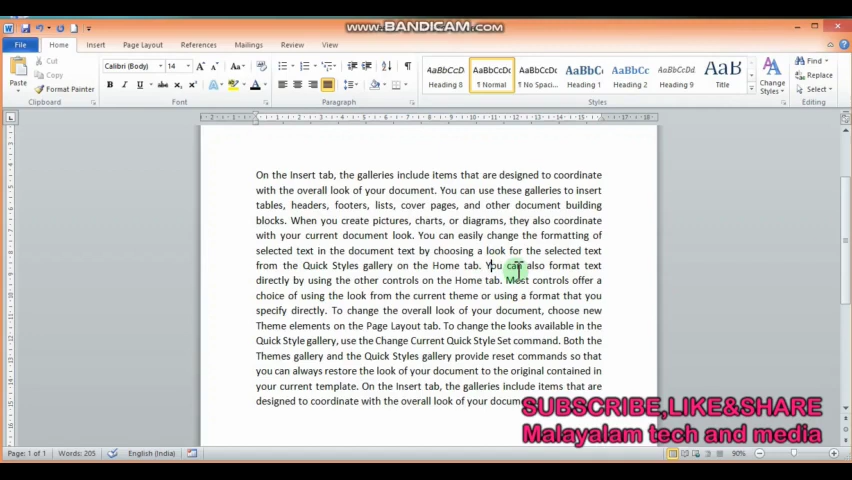 www.BANDICAM.com
File Home Insert Page Layout References Mailings Review View
Cut
Copy
Format Painter
Paste
Clipboard
Calibri (Body) 14
Font
Paragraph
AaBbCcD AaBbCcDc AaBbCcDc AaBbCc AaBbCc AaBbCcDc AaB
Heading 8 ¶ Normal ¶ No Spaci... Heading 1 Heading 2 Heading 9 Title
Change Styles
Styles
Find
Replace
Select
Editing
On the Insert tab, the galleries include items that are designed to coordinate
with the overall look of your document. You can use these galleries to insert
tables, headers, footers, lists, cover pages, and other document building
blocks. When you create pictures, charts, or diagrams, they also coordinate
with your current document look. You can easily change the formatting of
selected text in the document text by choosing a look for the selected text
from the Quick Styles gallery on the Home tab. You can also format text
directly by using the other controls on the Home tab. Most controls offer a
choice of using the look from the current theme or using a format that you
specify directly. To change the overall look of your document, choose new
Theme elements on the Page Layout tab. To change the looks available in the
Quick Style gallery, use the Change Current Quick Style Set command. Both the
Themes gallery and the Quick Styles gallery provide reset commands so that
you can always restore the look of your document to the original contained in
your current template. On the Insert tab, the galleries include items that are
designed to coordinate with the overall look of your
SUBSCRIBE,LIKE&SHARE
Malayalam tech and media
Page: 1 of 1 Words: 205 English (India) 90%